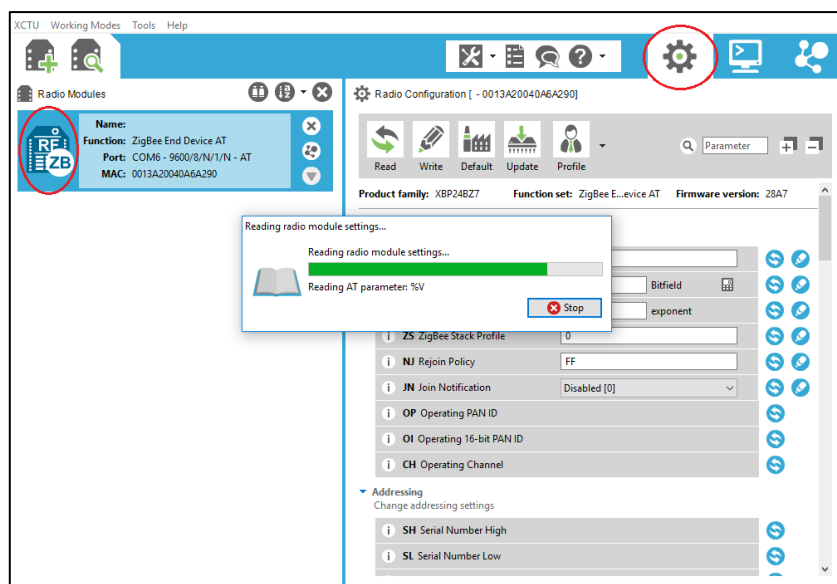 XCTU Working Modes Tools Help
Radio Modules
Radio Configuration [ - 0013A20040A6A290]
RF
ZB
Name:
Function: ZigBee End Device AT
Port: COM6 - 9600/8/N/1/N - AT
MAC: 0013A20040A6A290
Read Write Default Update Profile
Parameter
Product family: XBP24BZ7 Function set: ZigBee E...evice AT Firmware version: 28A7
Reading radio module settings...
Reading radio module settings...
Reading AT parameter: %V
Stop
Bitfield
exponent
i ZS ZigBee Stack Profile 0
i NJ Rejoin Policy FF
i JN Join Notification Disabled [0]
i OP Operating PAN ID
i OI Operating 16-bit PAN ID
i CH Operating Channel
Addressing
Change addressing settings
i SH Serial Number High
i SL Serial Number Low